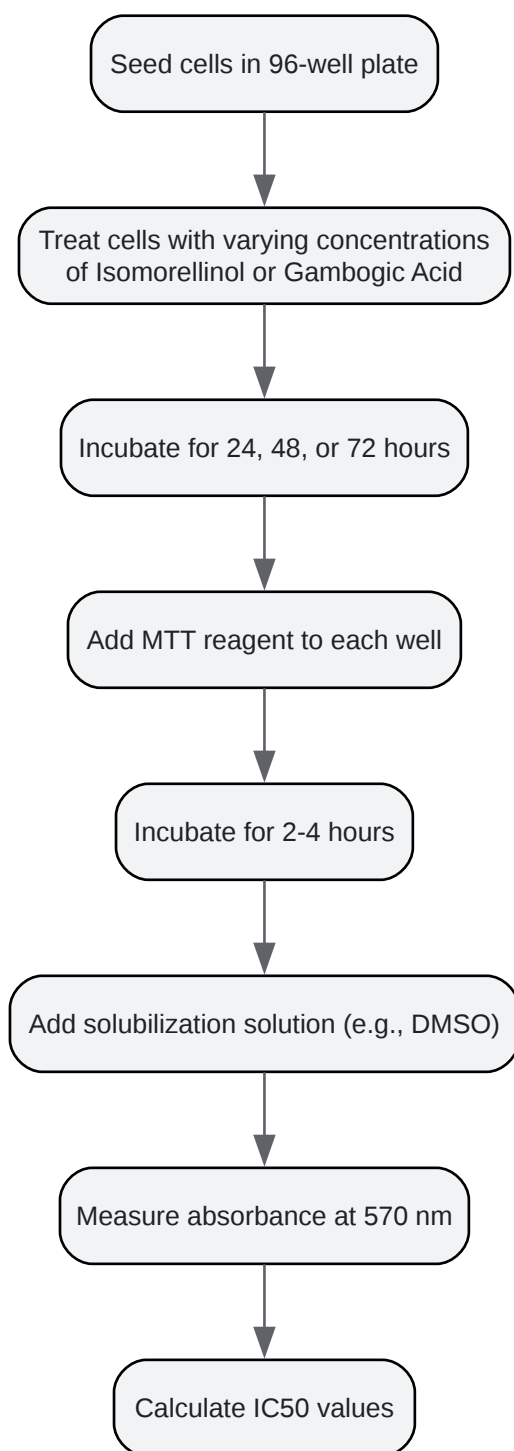 Seed cells in 96-well plate
Treat cells with varying concentrations
of Isomorellinol or Gambogic Acid
Incubate for 24, 48, or 72 hours
Add MTT reagent to each well
Incubate for 2-4 hours
Add solubilization solution (e.g., DMSO)
Measure absorbance at 570 nm
Calculate IC50 values